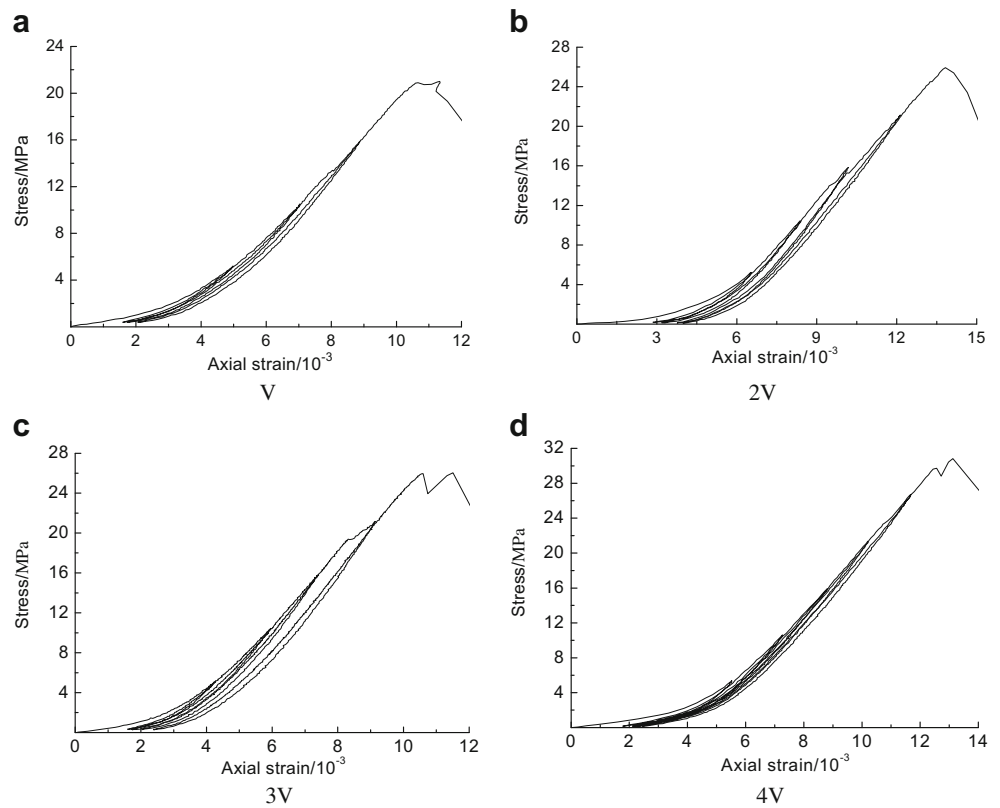 a
24
20
16
12
8
4
Stress/MPa
0 2 4 6 8 10 12
Axial strain/10-3
V
b
28
24
20
16
12
8
4
Stress/MPa
0 3 6 9 12 15
Axial strain/10-3
2V
c
28
24
20
16
12
8
4
Stress/MPa
0 2 4 6 8 10 12
Axial strain/10-3
3V
d
32
28
24
20
16
12
8
4
Stress/MPa
0 2 4 6 8 10 12 14
Axial strain/10-3
4V